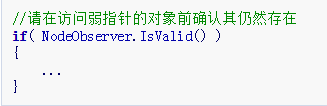 //请在访问弱指针的对象前确认其仍然存在
if( NodeObserver.IsValid() )
{
...
}